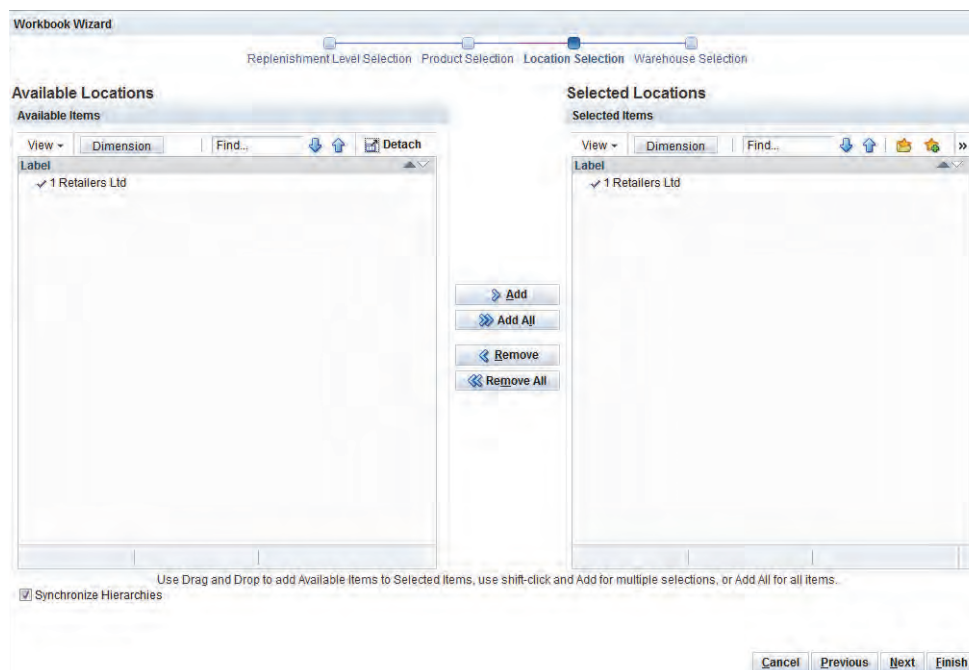 Workbook Wizard
Replenishment Level Selection Product Selection Location Selection Warehouse Selection
Available Locations
Available Items
View Dimension Find... Detach
Label
1 Retailers Ltd
Add
Add All
Remove
Remove All
Selected Locations
Selected Items
View Dimension Find... »
Label
1 Retailers Ltd
Use Drag and Drop to add Available Items to Selected Items, use shift-click and Add for multiple selections, or Add All for all items.
Synchronize Hierarchies
Cancel Previous Next Finish